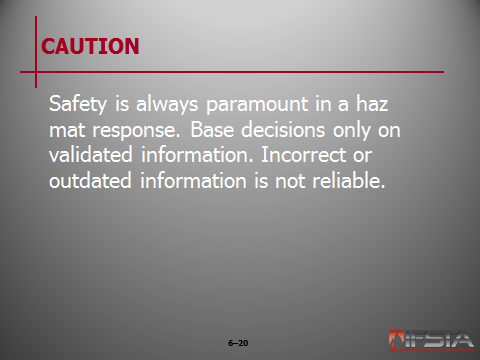 CAUTION
Safety is always paramount in a haz
mat response. Base decisions only on
validated information. Incorrect or
outdated information is not reliable.
6–20
IFSTA